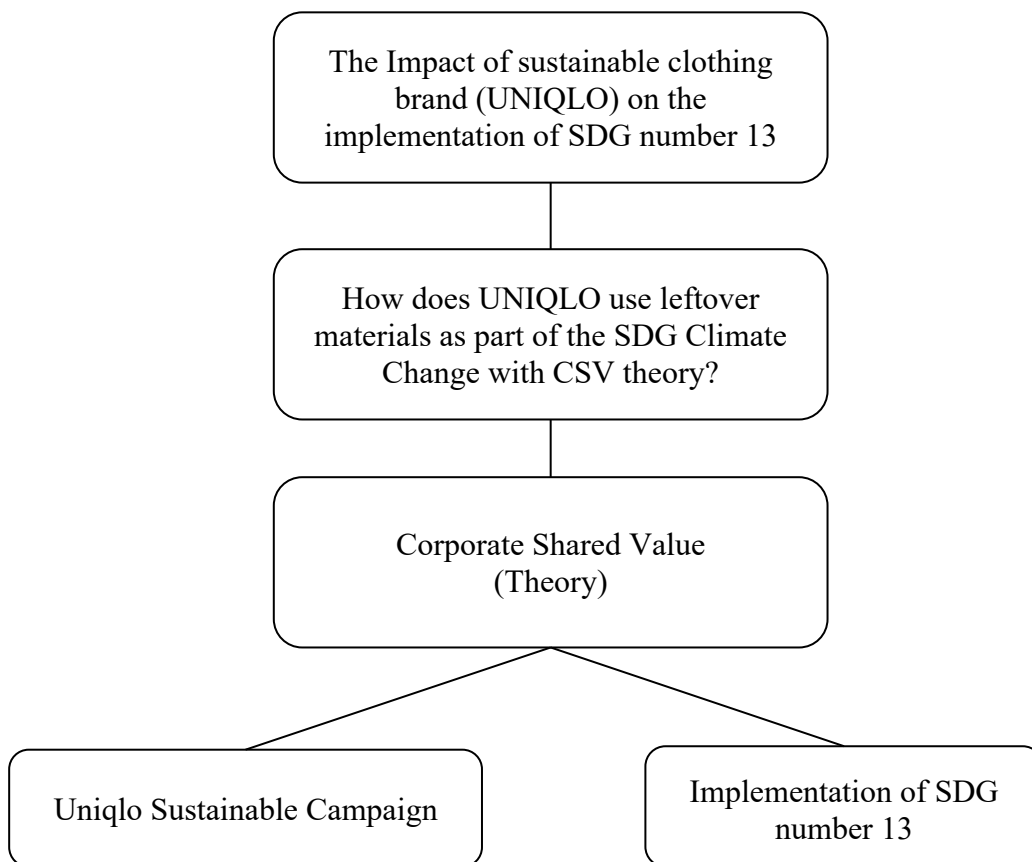 The Impact of sustainable clothing
brand (UNIQLO) on the
implementation of SDG number 13
How does UNIQLO use leftover
materials as part of the SDG Climate
Change with CSV theory?
Corporate Shared Value
(Theory)
Uniqlo Sustainable Campaign
Implementation of SDG
number 13